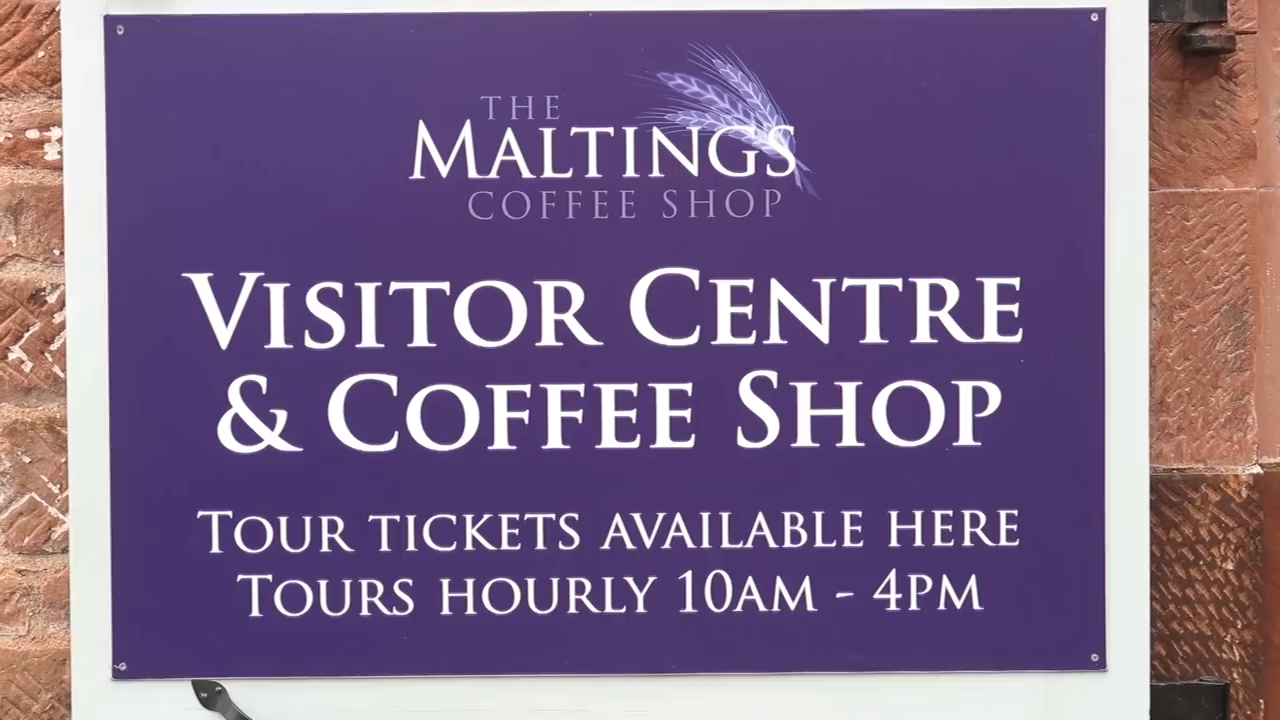 THE
MALTINGS
COFFEE SHOP
VISITOR CENTRE
& COFFEE SHOP
TOUR TICKETS AVAILABLE HERE
TOURS HOURLY 10AM - 4PM